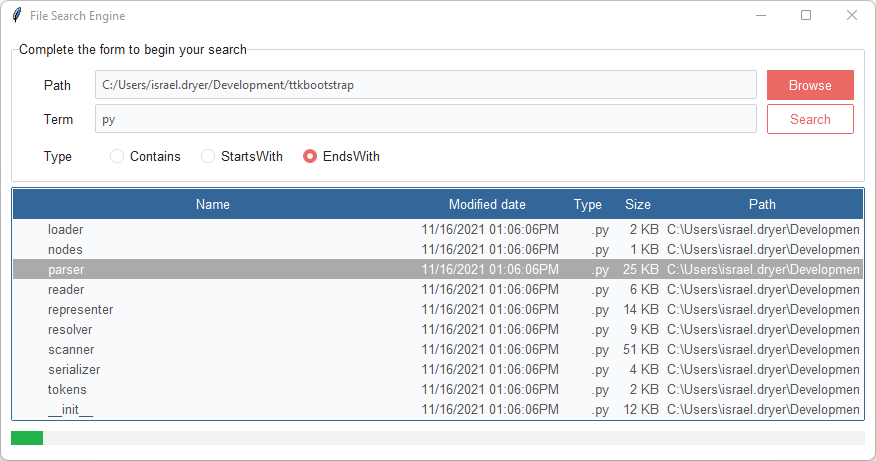 File Search Engine
Complete the form to begin your search
Path C:/Users/israel.dryer/Development/ttkbootstrap Browse
Term py Search
Type Contains StartsWith EndsWith
Name Modified date Type Size Path
loader 11/16/2021 01:06:06PM .py 2 KB C:\Users\israel.dryer\Developmen
nodes 11/16/2021 01:06:06PM .py 1 KB C:\Users\israel.dryer\Developmen
parser 11/16/2021 01:06:06PM .py 25 KB C:\Users\israel.dryer\Developmen
reader 11/16/2021 01:06:06PM .py 6 KB C:\Users\israel.dryer\Developmen
representer 11/16/2021 01:06:06PM .py 14 KB C:\Users\israel.dryer\Developmen
resolver 11/16/2021 01:06:06PM .py 9 KB C:\Users\israel.dryer\Developmen
scanner 11/16/2021 01:06:06PM .py 51 KB C:\Users\israel.dryer\Developmen
serializer 11/16/2021 01:06:06PM .py 4 KB C:\Users\israel.dryer\Developmen
tokens 11/16/2021 01:06:06PM .py 2 KB C:\Users\israel.dryer\Developmen
__init__ 11/16/2021 01:06:06PM .py 12 KB C:\Users\israel.dryer\Developmen